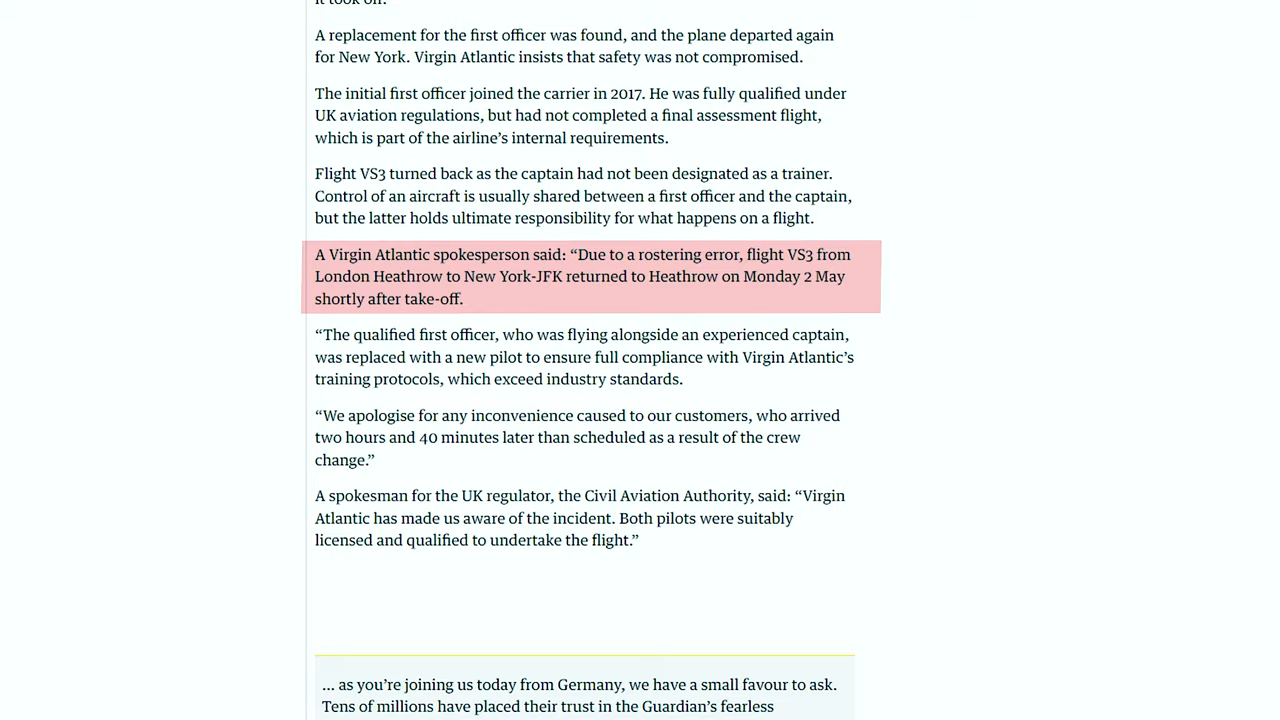 it took off.
A replacement for the first officer was found, and the plane departed again
for New York. Virgin Atlantic insists that safety was not compromised.
The initial first officer joined the carrier in 2017. He was fully qualified under
UK aviation regulations, but had not completed a final assessment flight,
which is part of the airline’s internal requirements.
Flight VS3 turned back as the captain had not been designated as a trainer.
Control of an aircraft is usually shared between a first officer and the captain,
but the latter holds ultimate responsibility for what happens on a flight.
A Virgin Atlantic spokesperson said: “Due to a rostering error, flight VS3 from
London Heathrow to New York-JFK returned to Heathrow on Monday 2 May
shortly after take-off.
“The qualified first officer, who was flying alongside an experienced captain,
was replaced with a new pilot to ensure full compliance with Virgin Atlantic’s
training protocols, which exceed industry standards.
“We apologise for any inconvenience caused to our customers, who arrived
two hours and 40 minutes later than scheduled as a result of the crew
change.”
A spokesman for the UK regulator, the Civil Aviation Authority, said: “Virgin
Atlantic has made us aware of the incident. Both pilots were suitably
licensed and qualified to undertake the flight.”
... as you’re joining us today from Germany, we have a small favour to ask.
Tens of millions have placed their trust in the Guardian’s fearless